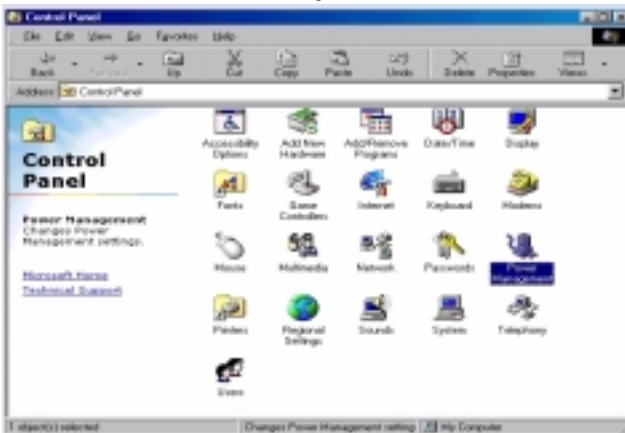 Control Panel
File Edit View Go Favorites Help
Back Forward Up Cut Copy Paste Undo Delete Properties Views
Address Control Panel
Control
Panel
Power Management
Changes Power
Management settings.
Microsoft Home
Technical Support
Accessibility
Options
Add New
Hardware
Add/Remove
Programs
Date/Time
Display
Fonts
Game
Controllers
Internet
Keyboard
Modems
Mouse
Multimedia
Network
Passwords
Power
Management
Printers
Regional
Settings
Sounds
System
Telephony
Users
1 object(s) selected
Changes Power Management setting
My Computer